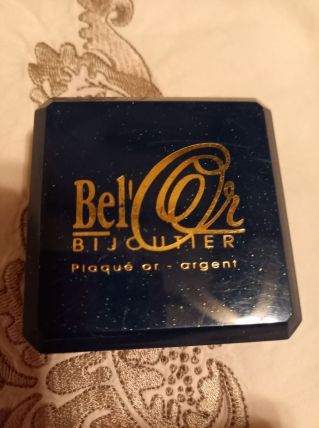 Bel'Or
BIJOUTIER
Plaqué or - argent